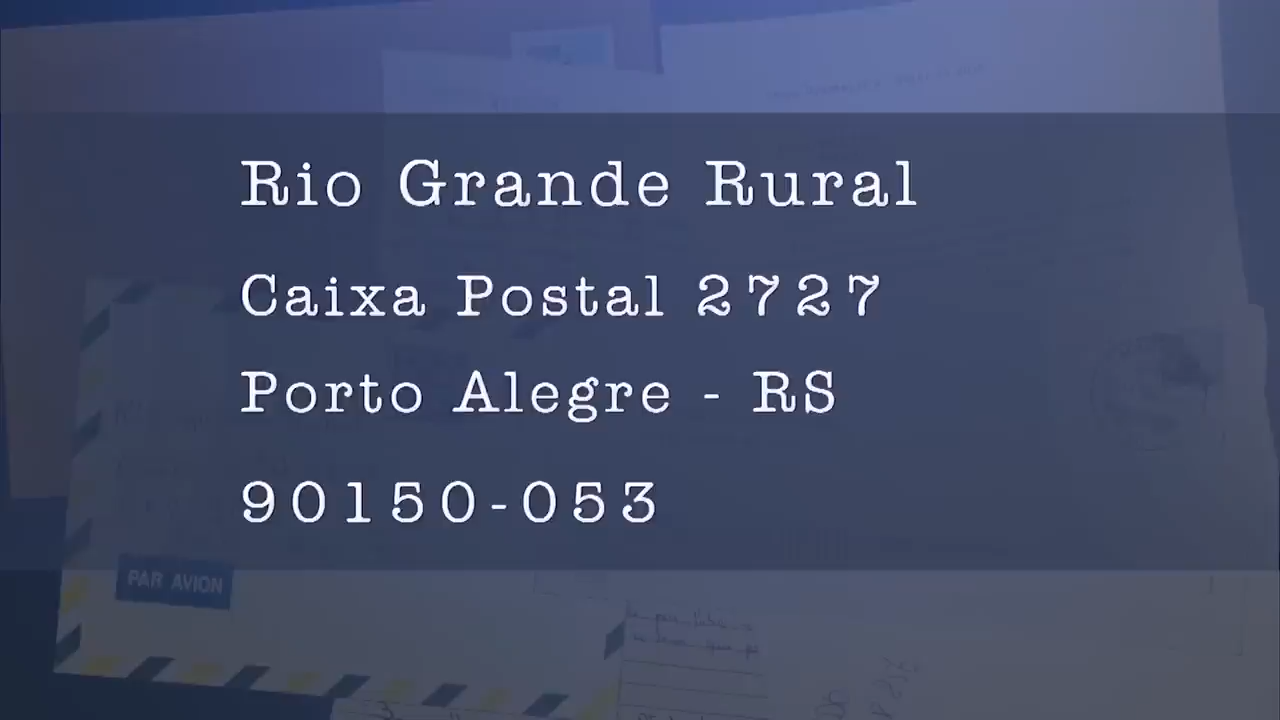 Rio Grande Rural
Caixa Postal 2727
Porto Alegre - RS
90150-053
PAR AVION